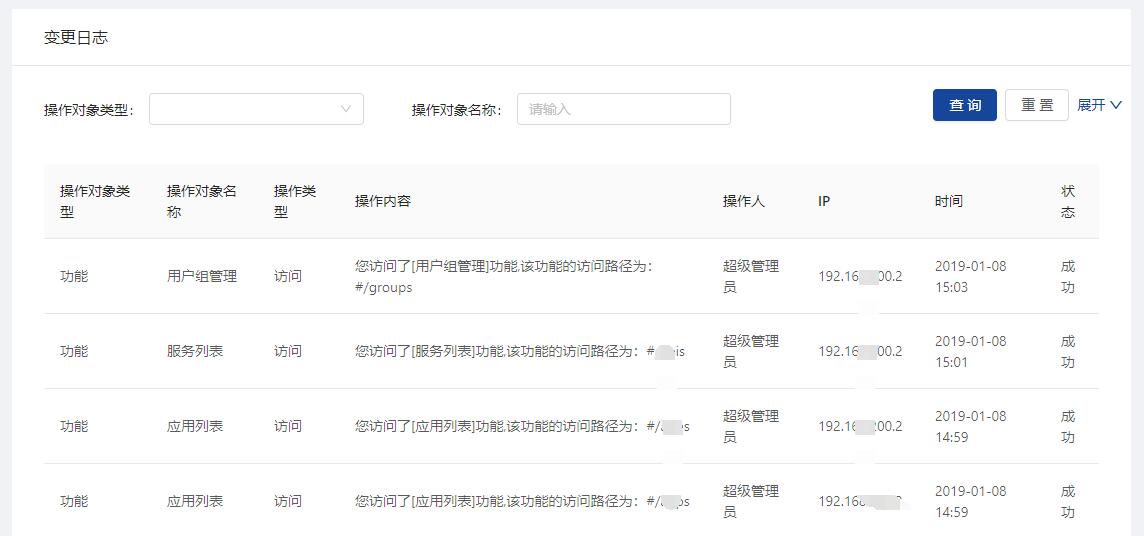 变更日志
操作对象类型： 操作对象名称： 请输入 查 询 重 置 展开
操作对象类型 操作对象名称 操作类型 操作内容 操作人 IP 时间 状态
功能 用户组管理 访问 您访问了[用户组管理]功能,该功能的访问路径为：#/groups 超级管理员 192.16 00.2 2019-01-08 15:03 成功
功能 服务列表 访问 您访问了[服务列表]功能,该功能的访问路径为：# is 超级管理员 192.16 00.2 2019-01-08 15:01 成功
功能 应用列表 访问 您访问了[应用列表]功能,该功能的访问路径为：#/ s 超级管理员 192.16 00.2 2019-01-08 14:59 成功
功能 应用列表 访问 您访问了[应用列表]功能,该功能的访问路径为：#/ ps 超级管理员 192.16 2019-01-08 14:59 成功